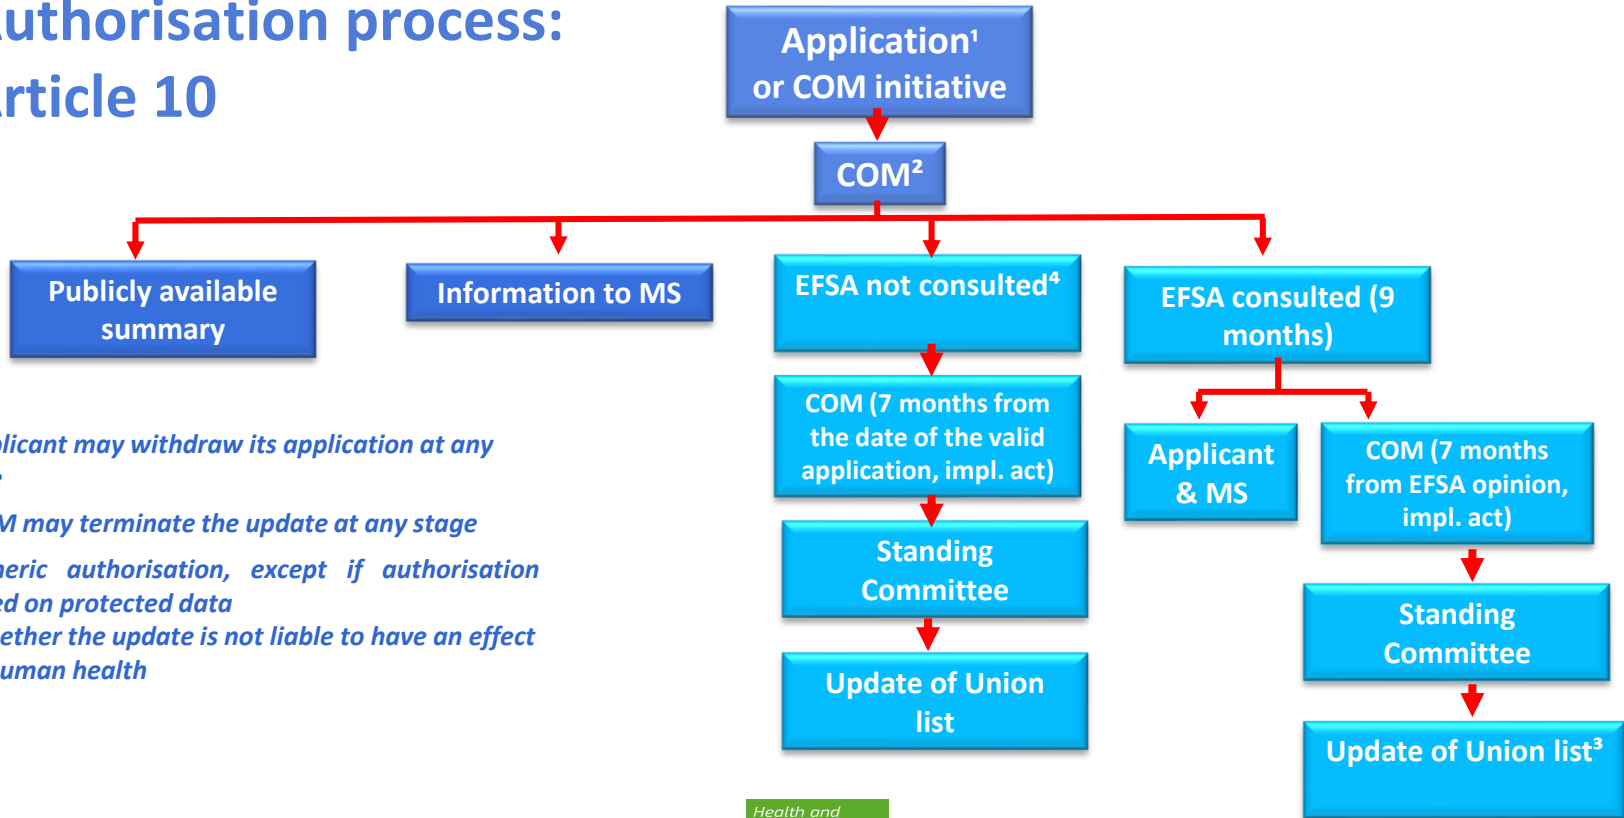 uthorisation process:
rticle 10
Application¹
or COM initiative
COM²
Publicly available
summary
Information to MS
EFSA not consulted⁴
EFSA consulted (9
months)
COM (7 months from
the date of the valid
application, impl. act)
Applicant
& MS
COM (7 months
from EFSA opinion,
impl. act)
Standing
Committee
Update of Union
list
Standing
Committee
Update of Union list³
plicant may withdraw its application at any
M may terminate the update at any stage
neric authorisation, except if authorisation
ed on protected data
ether the update is not liable to have an effect
uman health
Health and